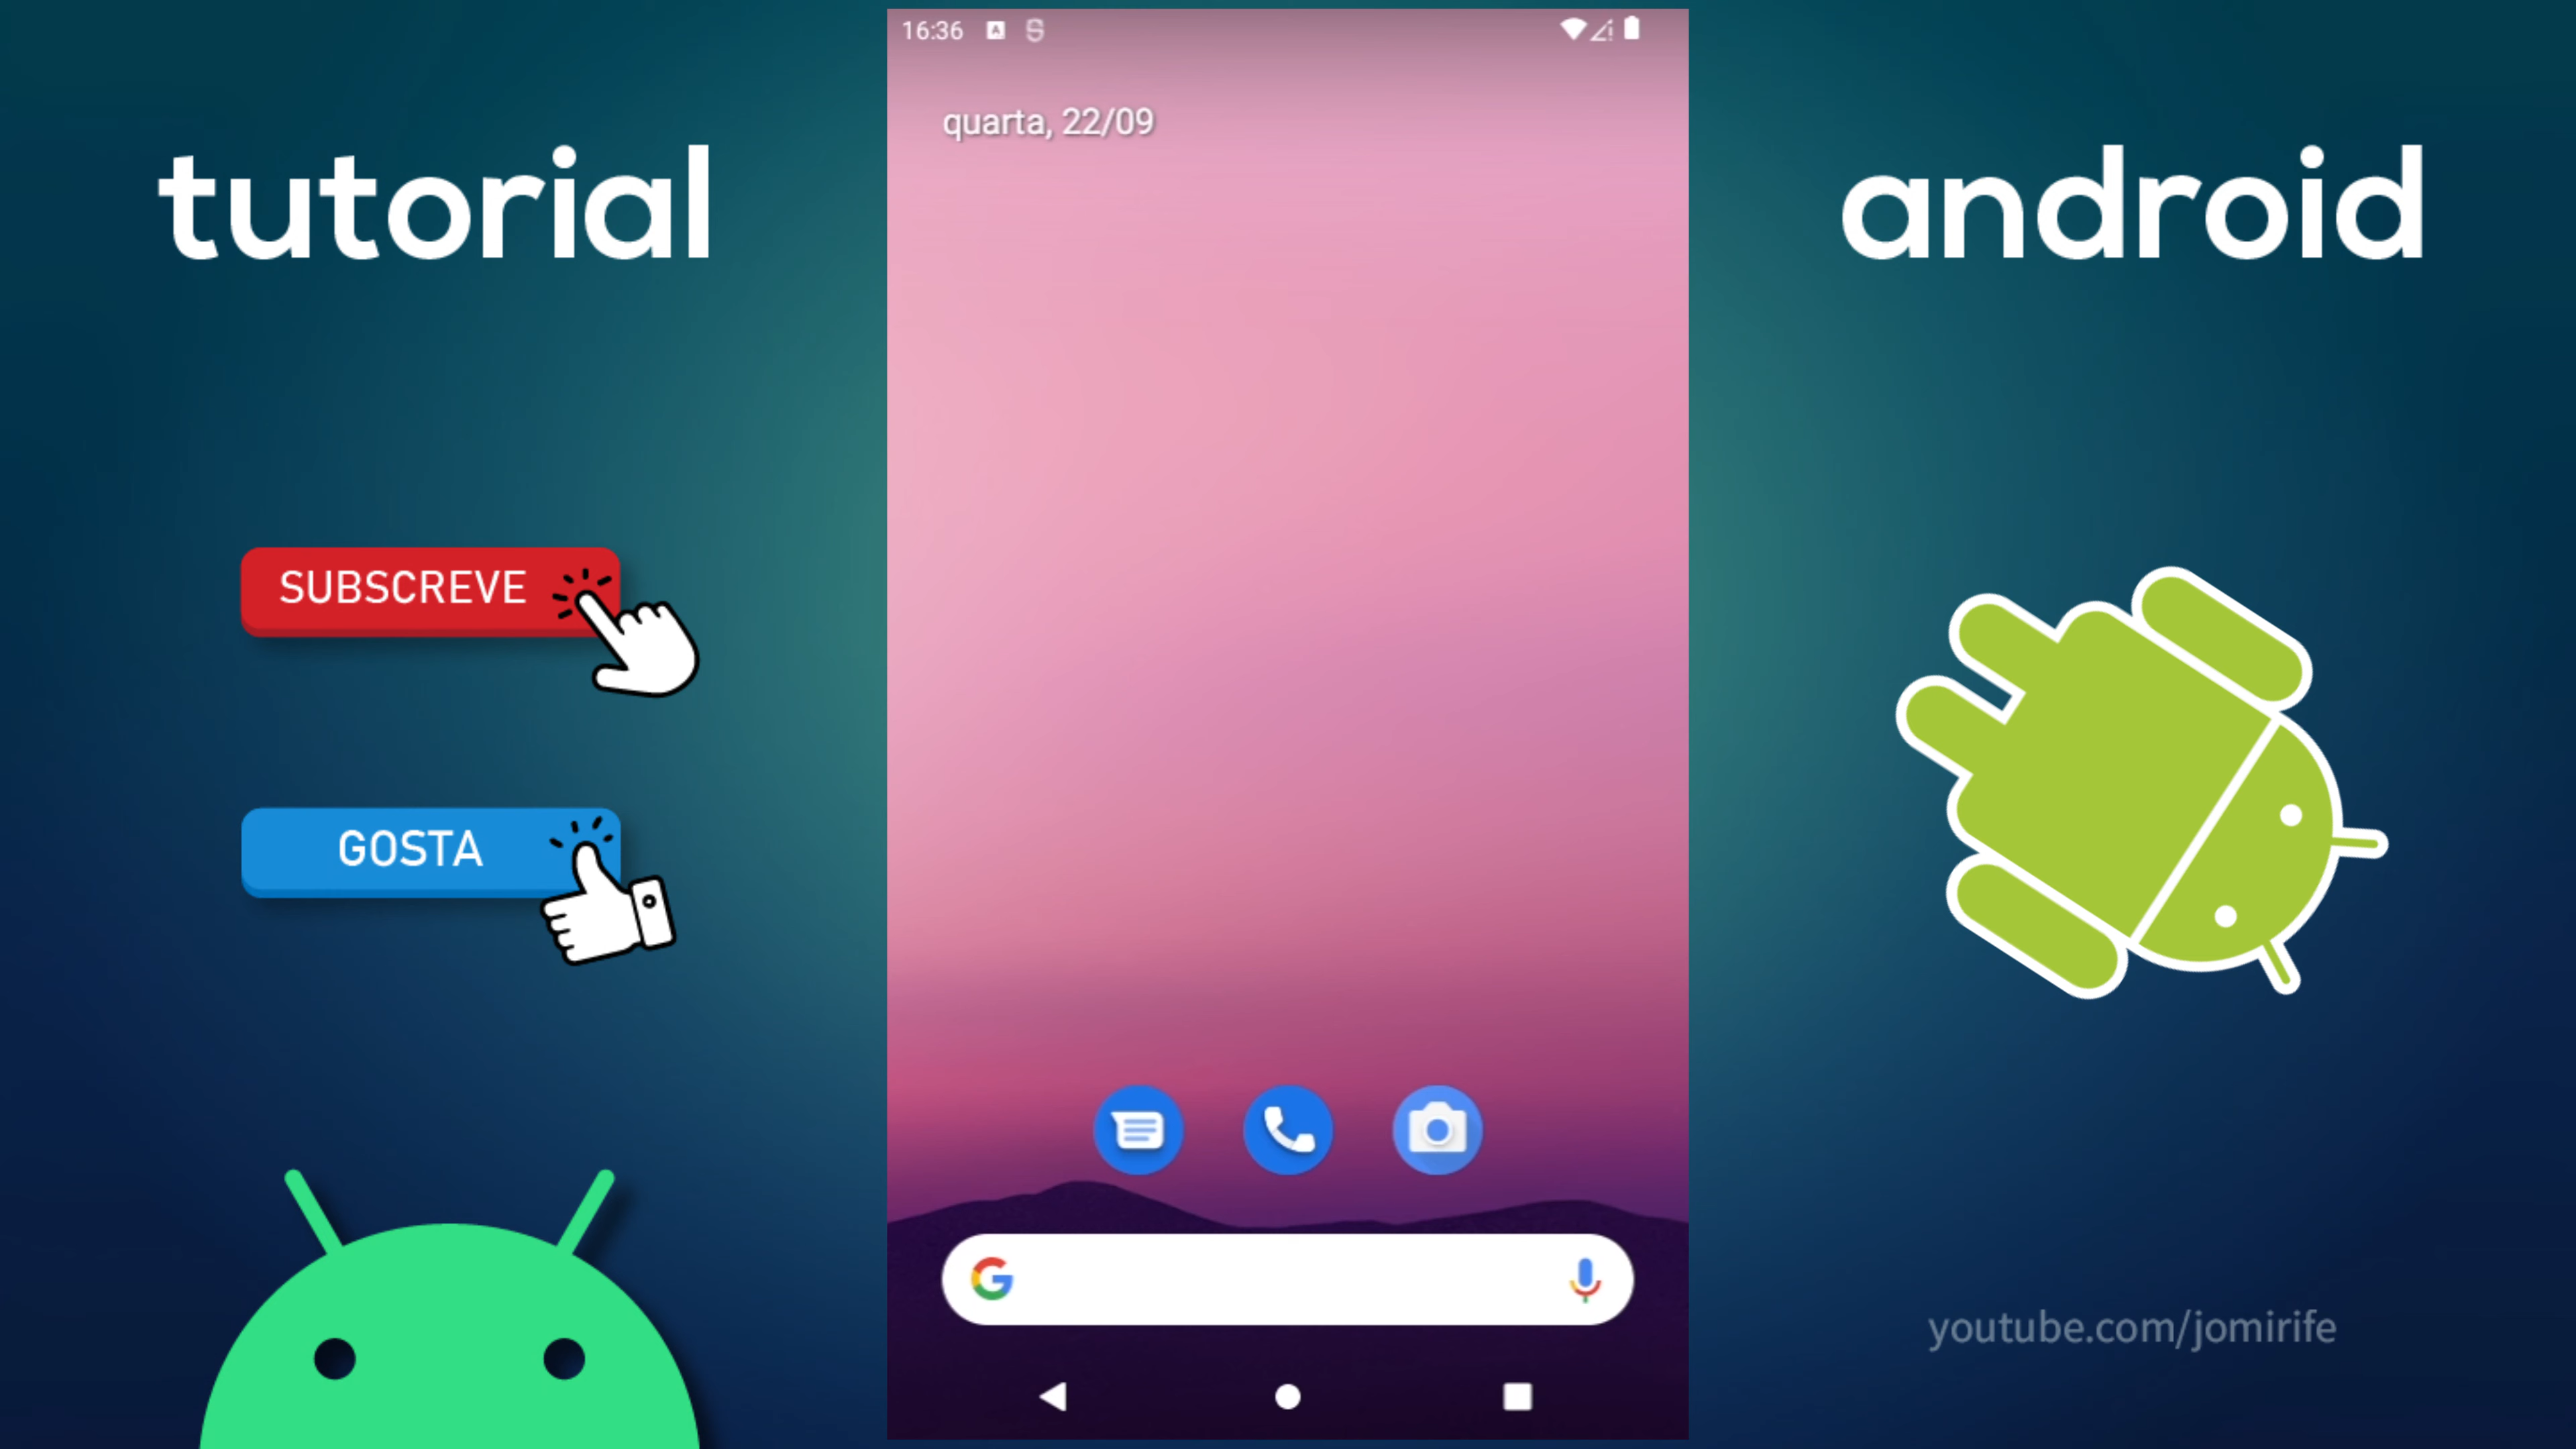 tutorial
SUBSCREVE
GOSTA
16:36
quarta, 22/09
android
youtube.com/jomirife